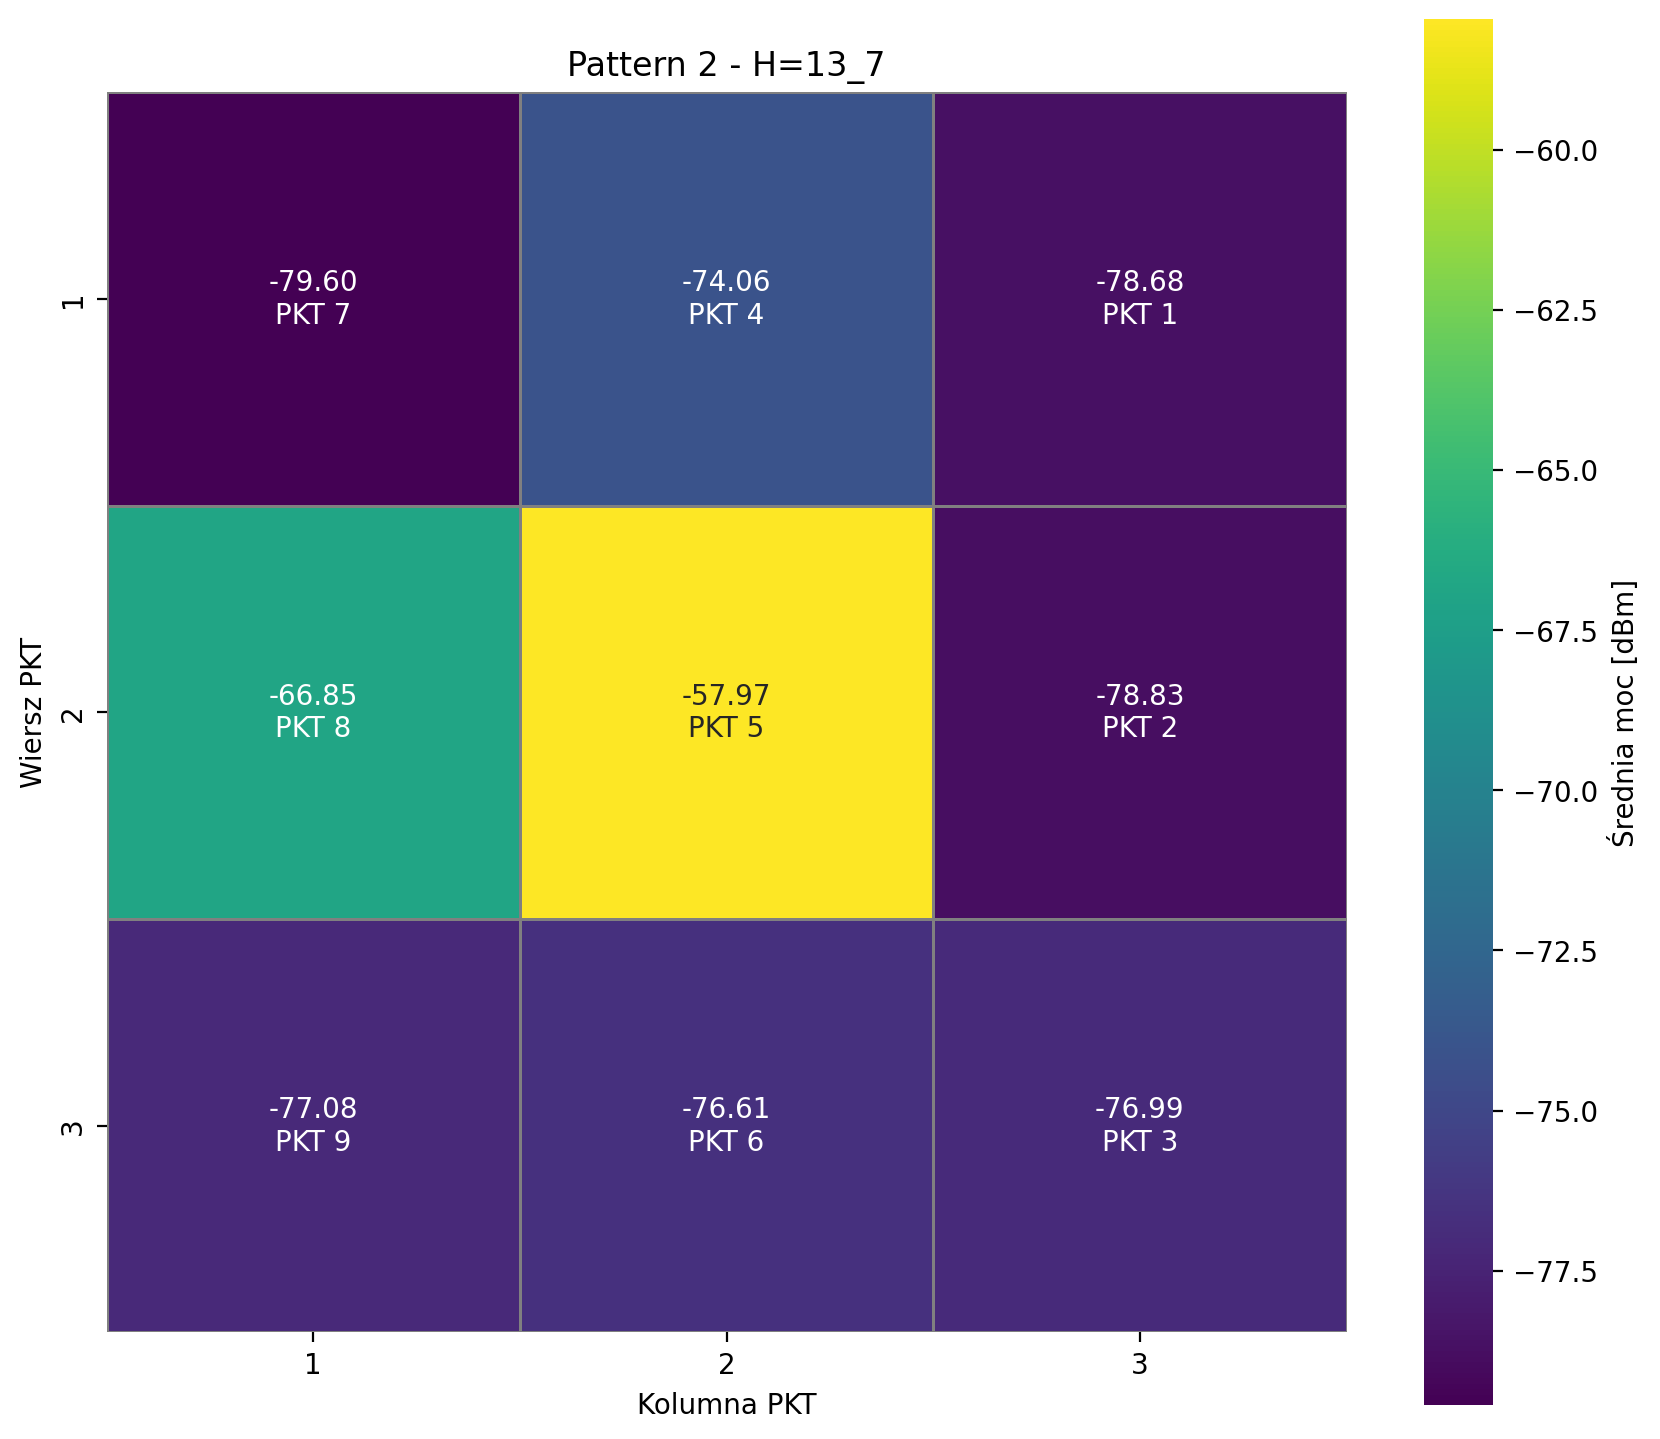 Pattern 2 - H=13_7
-79.60
PKT 7
-74.06
PKT 4
-78.68
PKT 1
-66.85
PKT 8
-57.97
PKT 5
-78.83
PKT 2
-77.08
PKT 9
-76.61
PKT 6
-76.99
PKT 3
1
2
3
Wiersz PKT
1
2
3
Kolumna PKT
−60.0
−62.5
−65.0
−67.5
−70.0
−72.5
−75.0
−77.5
Średnia moc [dBm]